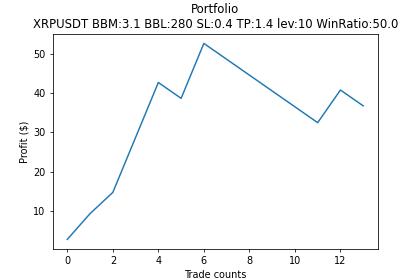 Portfolio
XRPUSDT BBM:3.1 BBL:280 SL:0.4 TP:1.4 lev:10 WinRatio:50.0
50
40
30
20
10
Profit ($)
0 2 4 6 8 10 12
Trade counts